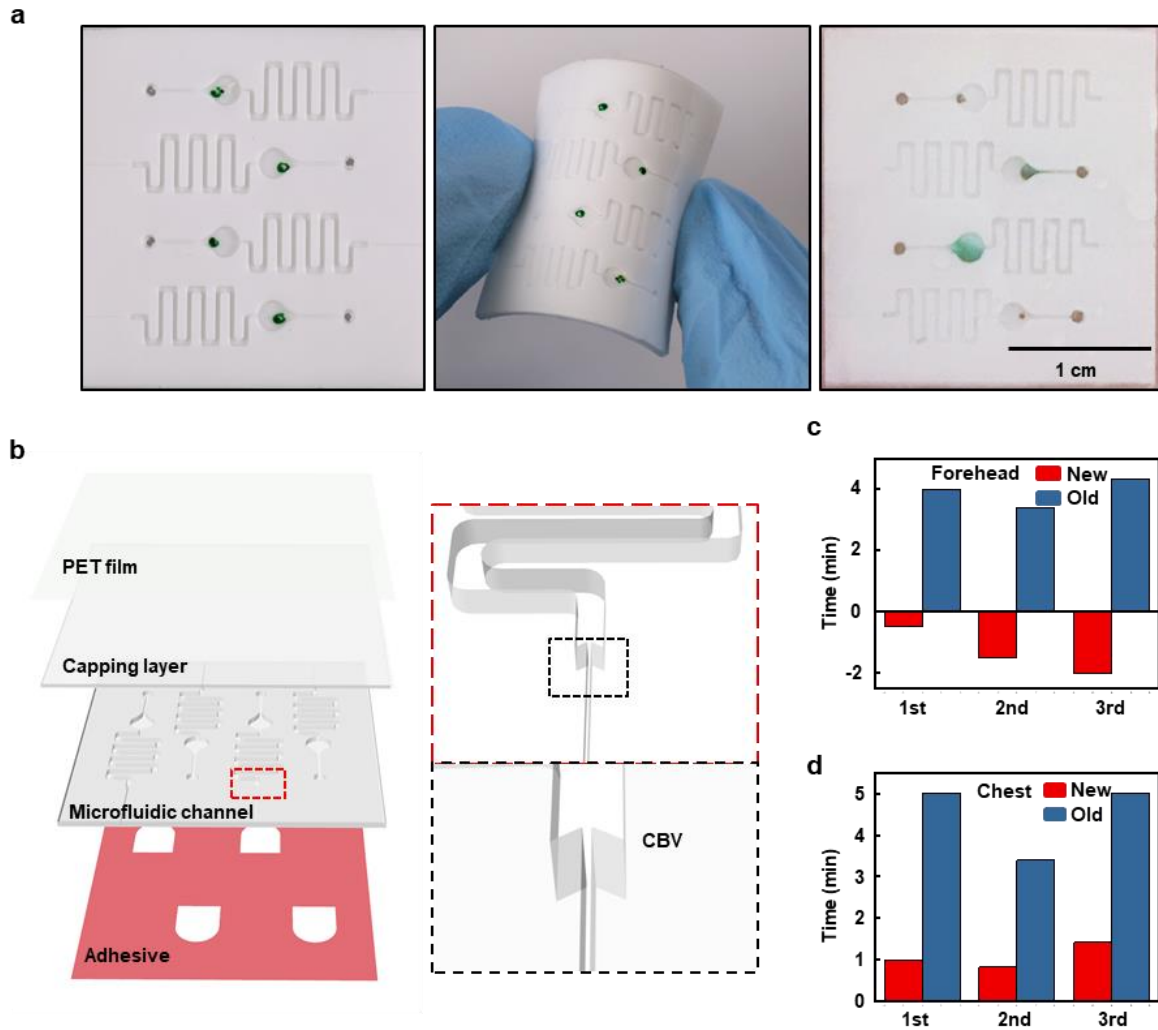 a
1 cm
b
PET film
Capping layer
Microfluidic channel
Adhesive
CBV
c
Forehead New
Old
Time (min)
4
2
0
-2
1st 2nd 3rd
d
Chest New
Old
Time (min)
5
4
3
2
1
0
1st 2nd 3rd